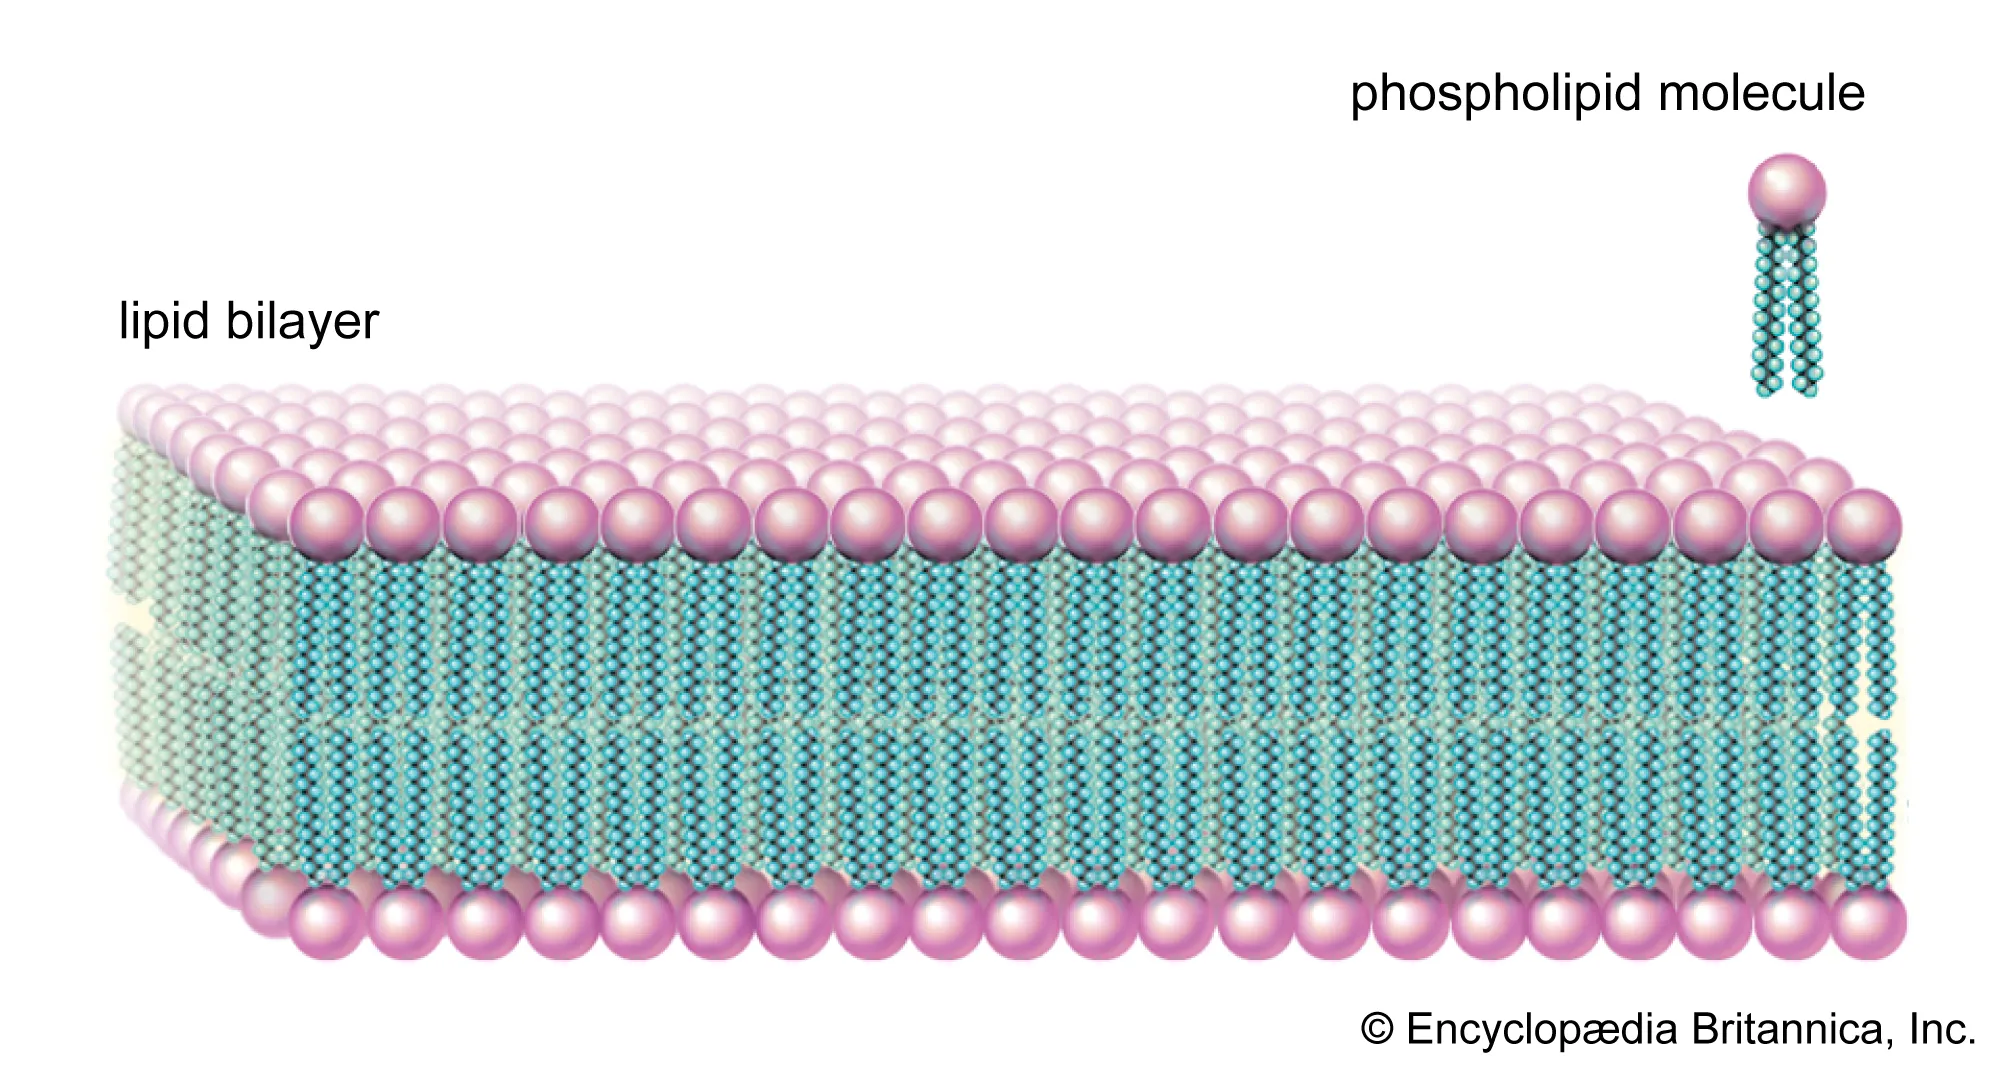 phospholipid molecule
lipid bilayer
© Encyclopædia Britannica, Inc.